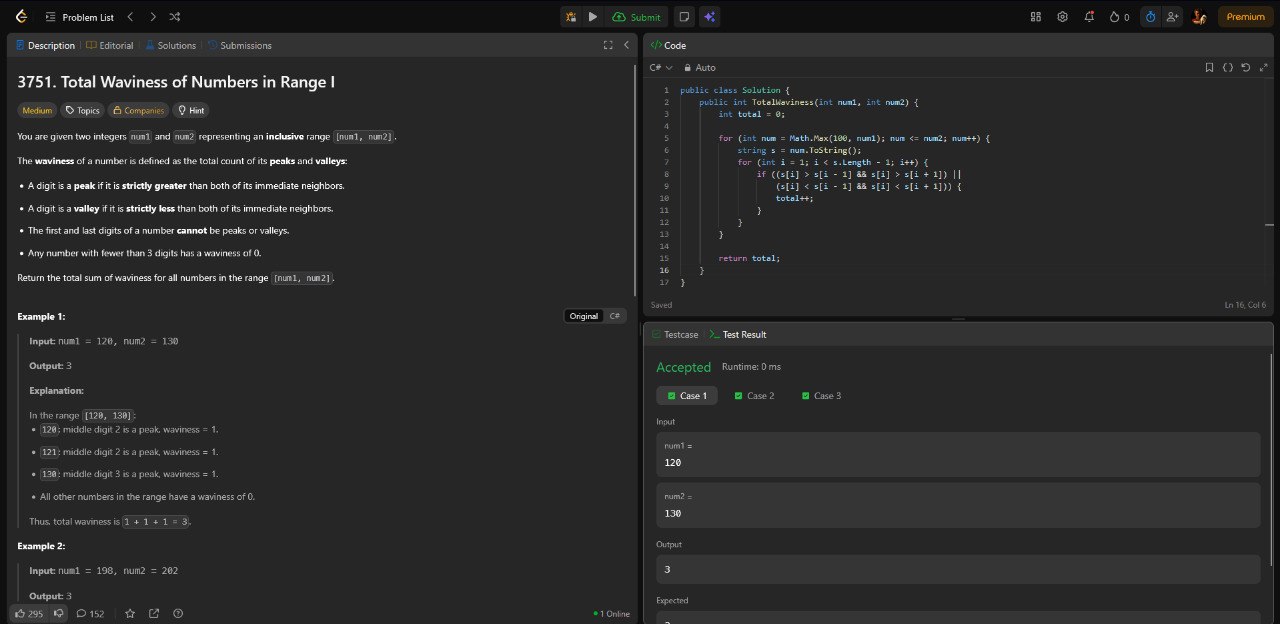 Problem List
Submit
0
Premium
Description
Editorial
Solutions
Submissions
3751. Total Waviness of Numbers in Range I
Medium
Topics
Companies
Hint
You are given two integers num1 and num2 representing an inclusive range [num1, num2].
The waviness of a number is defined as the total count of its peaks and valleys:
• A digit is a peak if it is strictly greater than both of its immediate neighbors.
• A digit is a valley if it is strictly less than both of its immediate neighbors.
• The first and last digits of a number cannot be peaks or valleys.
• Any number with fewer than 3 digits has a waviness of 0.
Return the total sum of waviness for all numbers in the range [num1, num2].
Example 1:
Original
C#
Input: num1 = 120, num2 = 130
Output: 3
Explanation:
In the range [120, 130]:
• 120: middle digit 2 is a peak, waviness = 1.
• 121: middle digit 2 is a peak, waviness = 1.
• 130: middle digit 3 is a peak, waviness = 1.
• All other numbers in the range have a waviness of 0.
Thus, total waviness is 1 + 1 + 1 = 3.
Example 2:
Input: num1 = 198, num2 = 202
Output: 3
295
152
1 Online
Code
C#
Auto
1 public class Solution {
2 public int TotalWaviness(int num1, int num2) {
3 int total = 0;
4
5 for (int num = Math.Max(100, num1); num <= num2; num++) {
6 string s = num.ToString();
7 for (int i = 1; i < s.Length - 1; i++) {
8 if ((s[i] > s[i - 1] && s[i] > s[i + 1]) ||
9 (s[i] < s[i - 1] && s[i] < s[i + 1])) {
10 total++;
11 }
12 }
13 }
14
15 return total;
16 }
17 }
Saved
Ln 16, Col 6
Testcase
Test Result
Accepted
Runtime: 0 ms
Case 1
Case 2
Case 3
Input
num1 =
120
num2 =
130
Output
3
Expected